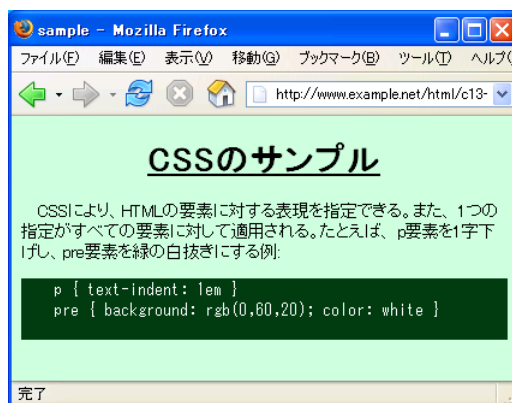 sample - Mozilla Firefox
ファイル(F) 編集(E) 表示(V) 移動(G) ブックマーク(B) ツール(T) ヘルプ(
http://www.example.net/html/c13-
CSSのサンプル
CSSにより、HTMLの要素に対する表現を指定できる。また、1つの
指定がすべての要素に対して適用される。たとえば、p要素を1字下
げし、pre要素を緑の白抜きにする例:
p { text-indent: 1em }
pre { background: rgb(0,60,20); color: white }
完了